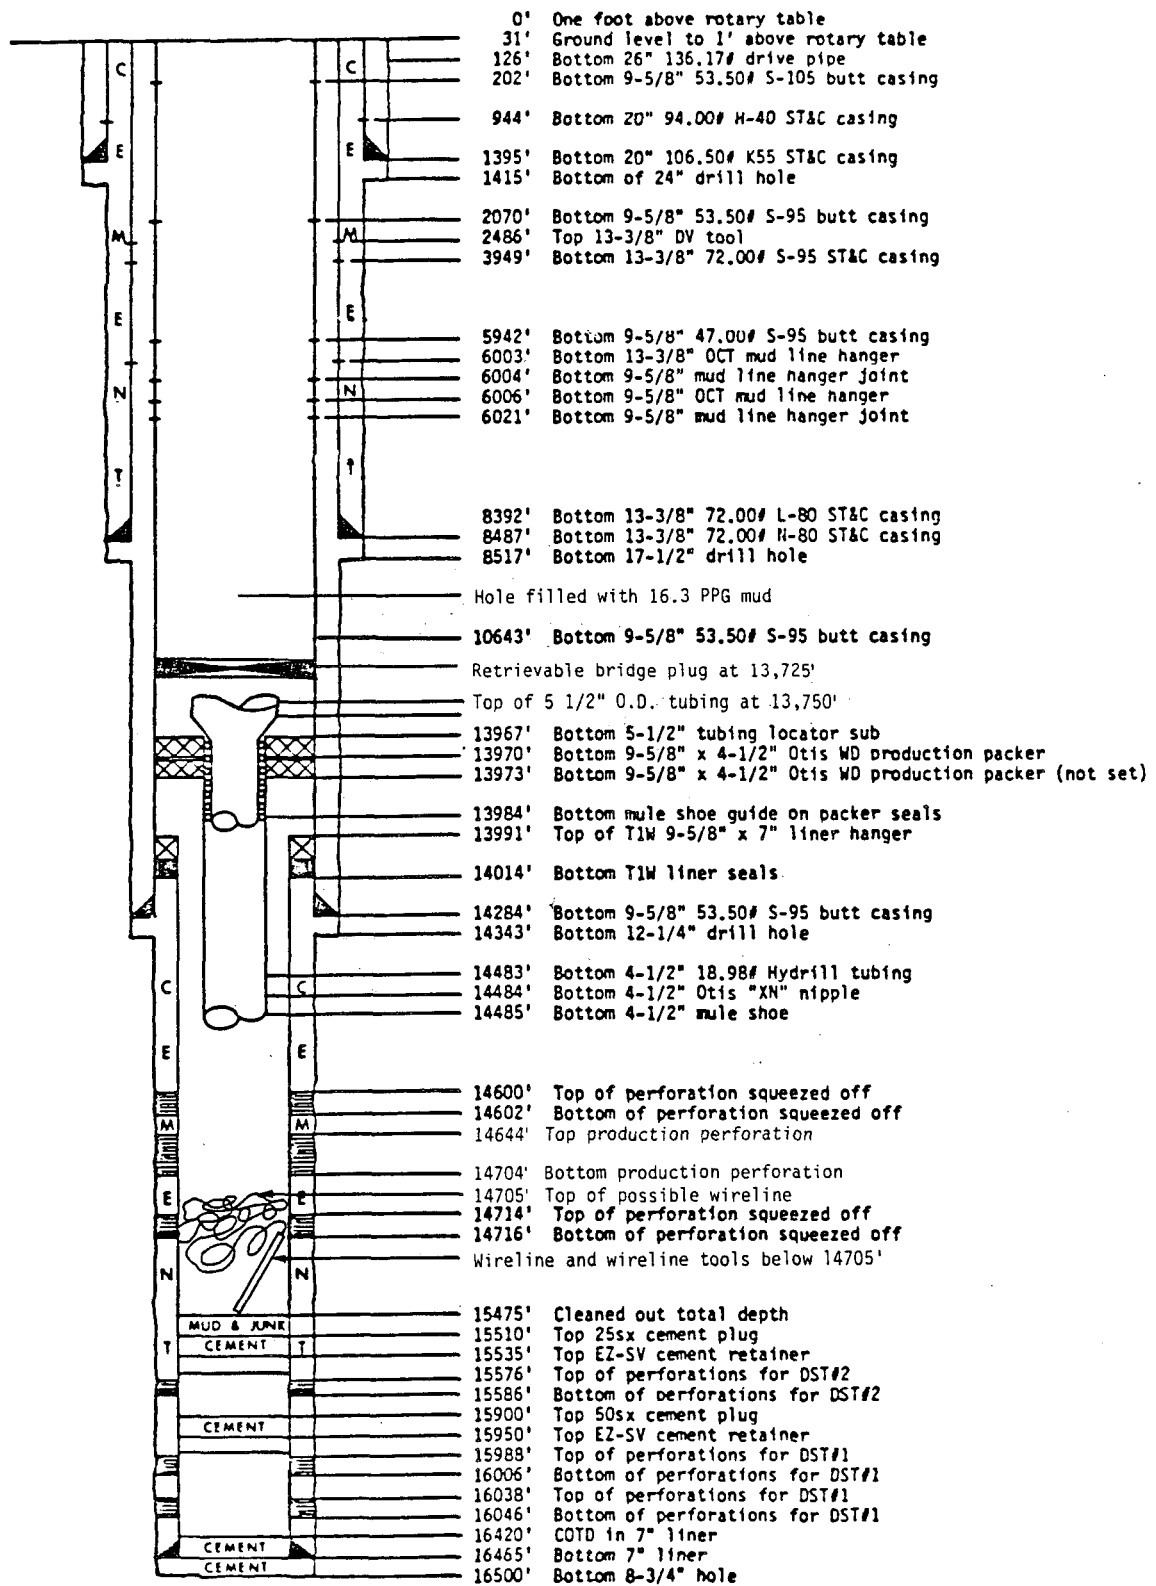 0' One foot above rotary table
31' Ground level to 1' above rotary table
126' Bottom 26" 136.17# drive pipe
202' Bottom 9-5/8" 53.50# S-105 butt casing
944' Bottom 20" 94.00# H-40 ST&C casing
1395' Bottom 20" 106.50# K55 ST&C casing
1415' Bottom of 24" drill hole
2070' Bottom 9-5/8" 53.50# S-95 butt casing
2486' Top 13-3/8" DV tool
3949' Bottom 13-3/8" 72.00# S-95 ST&C casing
5942' Bottom 9-5/8" 47.00# S-95 butt casing
6003' Bottom 13-3/8" OCT mud line hanger
6004' Bottom 9-5/8" mud line hanger joint
6006' Bottom 9-5/8" OCT mud line hanger
6021' Bottom 9-5/8" mud line hanger joint
8392' Bottom 13-3/8" 72.00# L-80 ST&C casing
8487' Bottom 13-3/8" 72.00# N-80 ST&C casing
8517' Bottom 17-1/2" drill hole
Hole filled with 16.3 PPG mud
10643' Bottom 9-5/8" 53.50# S-95 butt casing
Retrievable bridge plug at 13,725'
Top of 5 1/2" O.D. tubing at 13,750'
13967' Bottom 5-1/2" tubing locator sub
13970' Bottom 9-5/8" x 4-1/2" Otis WD production packer
13973' Bottom 9-5/8" x 4-1/2" Otis WD production packer (not set)
13984' Bottom mule shoe guide on packer seals
13991' Top of TIW 9-5/8" x 7" liner hanger
14014' Bottom TIW liner seals
14284' Bottom 9-5/8" 53.50# S-95 butt casing
14343' Bottom 12-1/4" drill hole
14483' Bottom 4-1/2" 18.98# Hydrill tubing
14484' Bottom 4-1/2" Otis "XN" nipple
14485' Bottom 4-1/2" mule shoe
14600' Top of perforation squeezed off
14602' Bottom of perforation squeezed off
14644' Top production perforation
14704' Bottom production perforation
14705' Top of possible wireline
14714' Top of perforation squeezed off
14716' Bottom of perforation squeezed off
Wireline and wireline tools below 14705'
15475' Cleaned out total depth
15510' Top 25sx cement plug
15535' Top EZ-SV cement retainer
15576' Top of perforations for DST#2
15586' Bottom of perforations for DST#2
15900' Top 50sx cement plug
15950' Top EZ-SV cement retainer
15988' Top of perforations for DST#1
16006' Bottom of perforations for DST#1
16038' Top of perforations for DST#1
16046' Bottom of perforations for DST#1
16420' COTD in 7" liner
16465' Bottom 7" liner
16500' Bottom 8-3/4" hole
CEMENT
CEMENT
CEMENT
CEMENT
MUD & JUNK
CEMENT
CEMENT
CEMENT
CEMENT